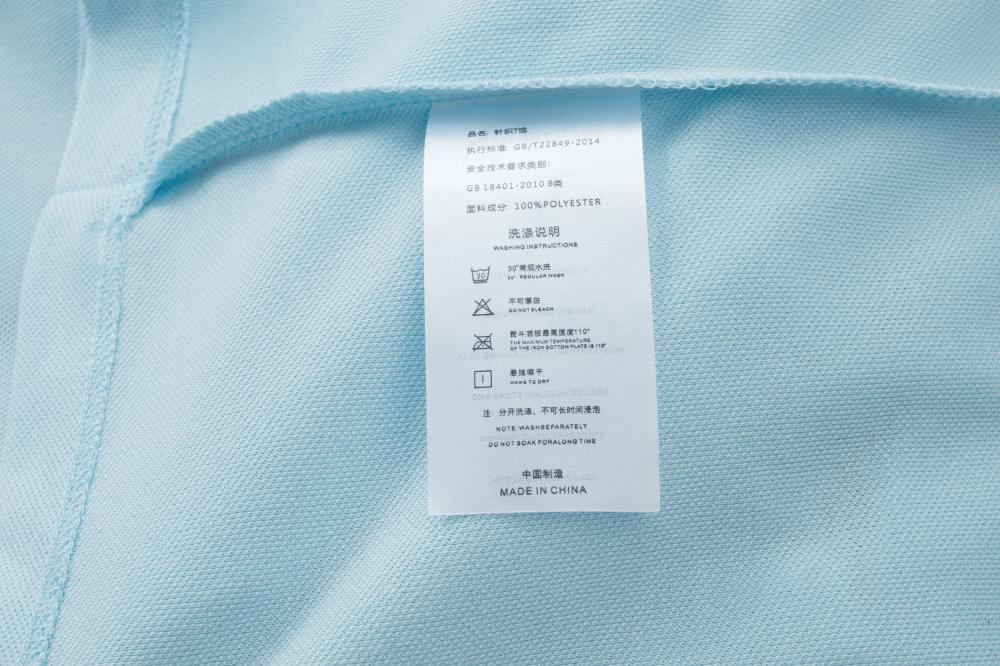 品名: 针织T恤
执行标准: GB/T22849-2014
安全技术要求类别:
GB 18401-2010 B类
面料成分: 100%POLYESTER
洗涤说明
WASHING INSTRUCTIONS
30
30°常规水洗
30° REGULAR WASH
不可漂白
DO NOT BLEACH
熨斗底板最高温度110°
THE MAXIMUM TEMPERATURE
OF THE IRON BOTTOM PLATE IS 110°
悬挂晾干
HANG TO DRY
注: 分开洗涤、不可长时间浸泡
NOTE:WASHSEPARATELY
DO NOT SOAK FORALONG TIME
中国制造
MADE IN CHINA